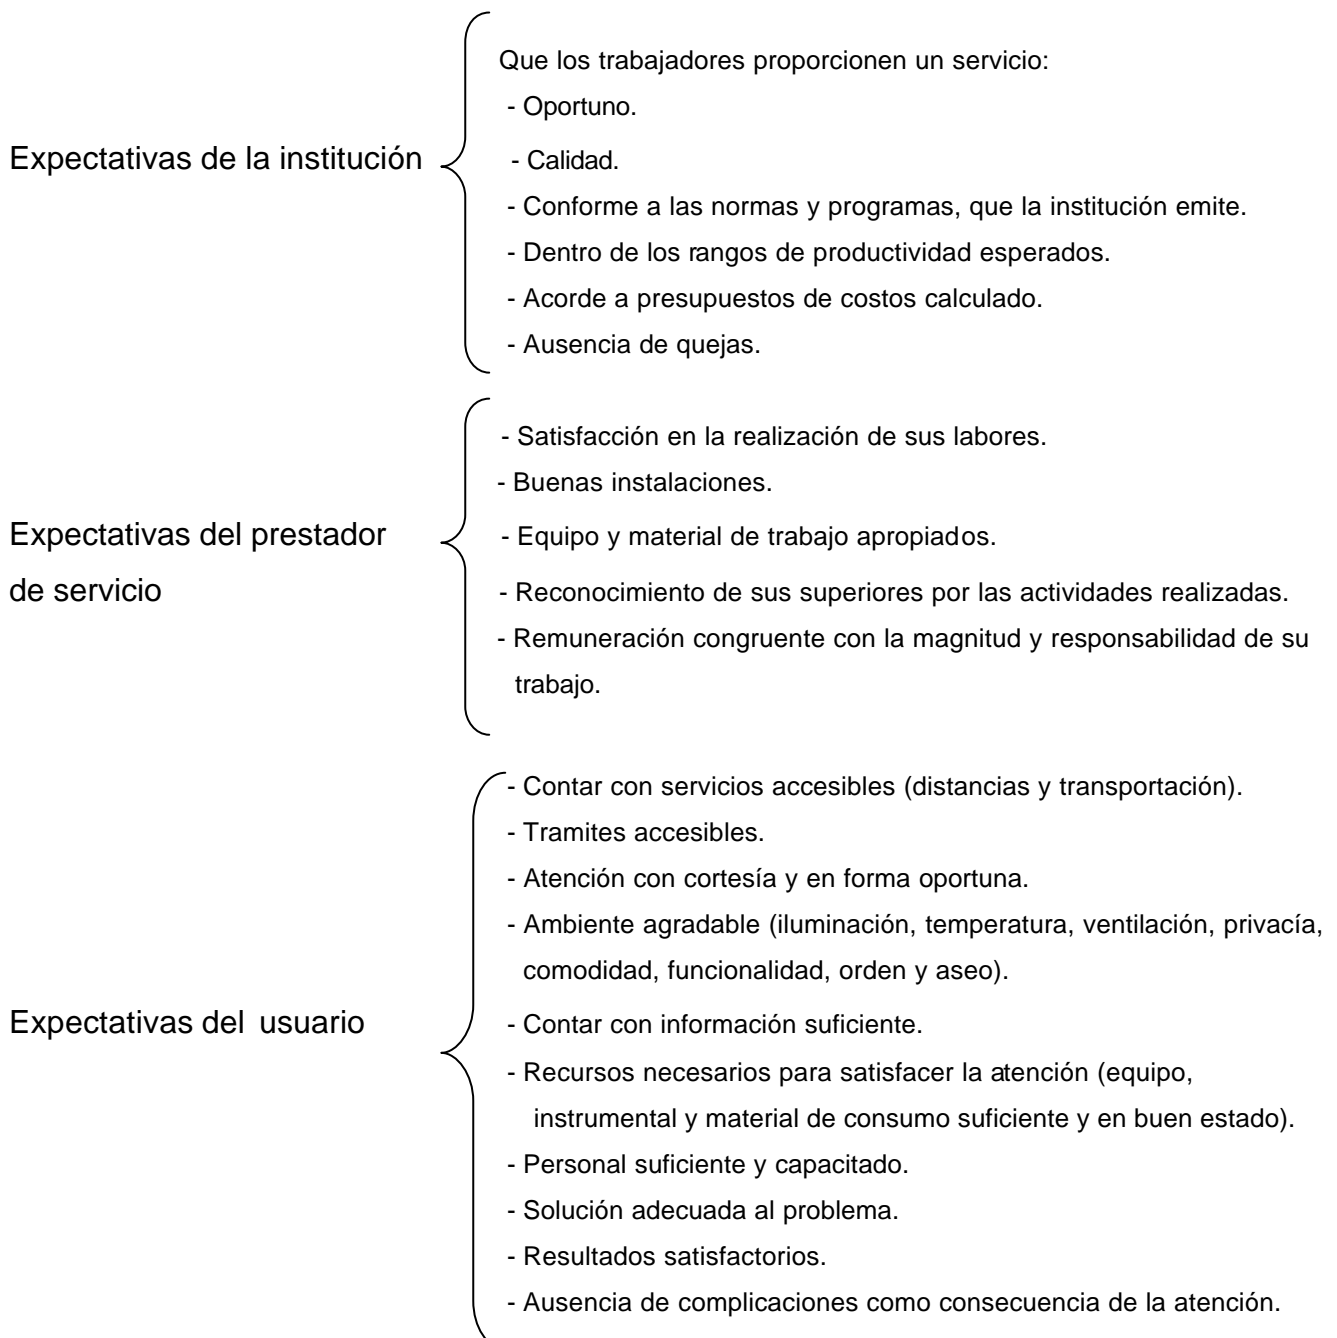 Expectativas de la institución
Que los trabajadores proporcionen un servicio:
- Oportuno.
- Calidad.
- Conforme a las normas y programas, que la institución emite.
- Dentro de los rangos de productividad esperados.
- Acorde a presupuestos de costos calculado.
- Ausencia de quejas.
Expectativas del prestador
de servicio
- Satisfacción en la realización de sus labores.
- Buenas instalaciones.
- Equipo y material de trabajo apropiados.
- Reconocimiento de sus superiores por las actividades realizadas.
- Remuneración congruente con la magnitud y responsabilidad de su
trabajo.
Expectativas del usuario
- Contar con servicios accesibles (distancias y transportación).
- Tramites accesibles.
- Atención con cortesía y en forma oportuna.
- Ambiente agradable (iluminación, temperatura, ventilación, privacía,
comodidad, funcionalidad, orden y aseo).
- Contar con información suficiente.
- Recursos necesarios para satisfacer la atención (equipo,
instrumental y material de consumo suficiente y en buen estado).
- Personal suficiente y capacitado.
- Solución adecuada al problema.
- Resultados satisfactorios.
- Ausencia de complicaciones como consecuencia de la atención.